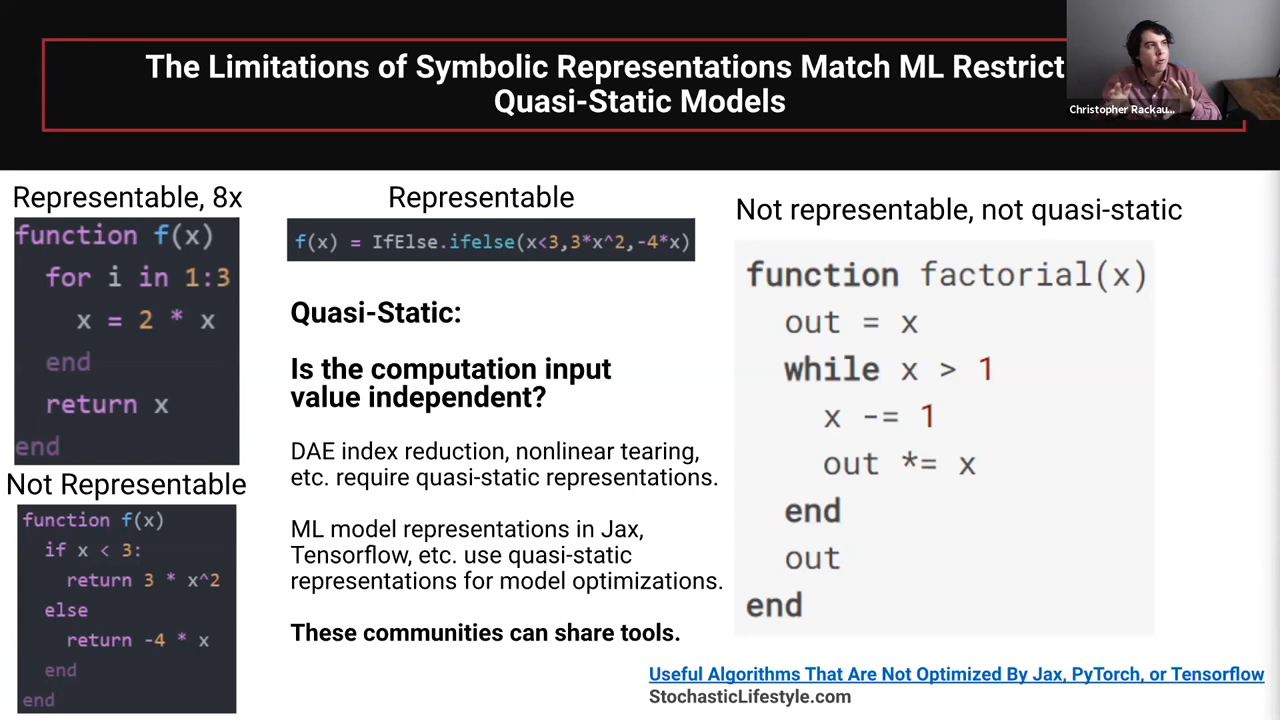 The Limitations of Symbolic Representations Match ML Restrict
Quasi-Static Models
Christopher Rackau...
Representable, 8x
function f(x)
for i in 1:3
x = 2 * x
end
return x
end
Not Representable
function f(x)
if x < 3:
return 3 * x^2
else
return -4 * x
end
end
Representable
f(x) = IfElse.ifelse(x<3,3*x^2,-4*x)
Quasi-Static:
Is the computation input
value independent?
DAE index reduction, nonlinear tearing,
etc. require quasi-static representations.
ML model representations in Jax,
Tensorflow, etc. use quasi-static
representations for model optimizations.
These communities can share tools.
Not representable, not quasi-static
function factorial(x)
out = x
while x > 1
x -= 1
out *= x
end
out
end
Useful Algorithms That Are Not Optimized By Jax, PyTorch, or Tensorflow
StochasticLifestyle.com